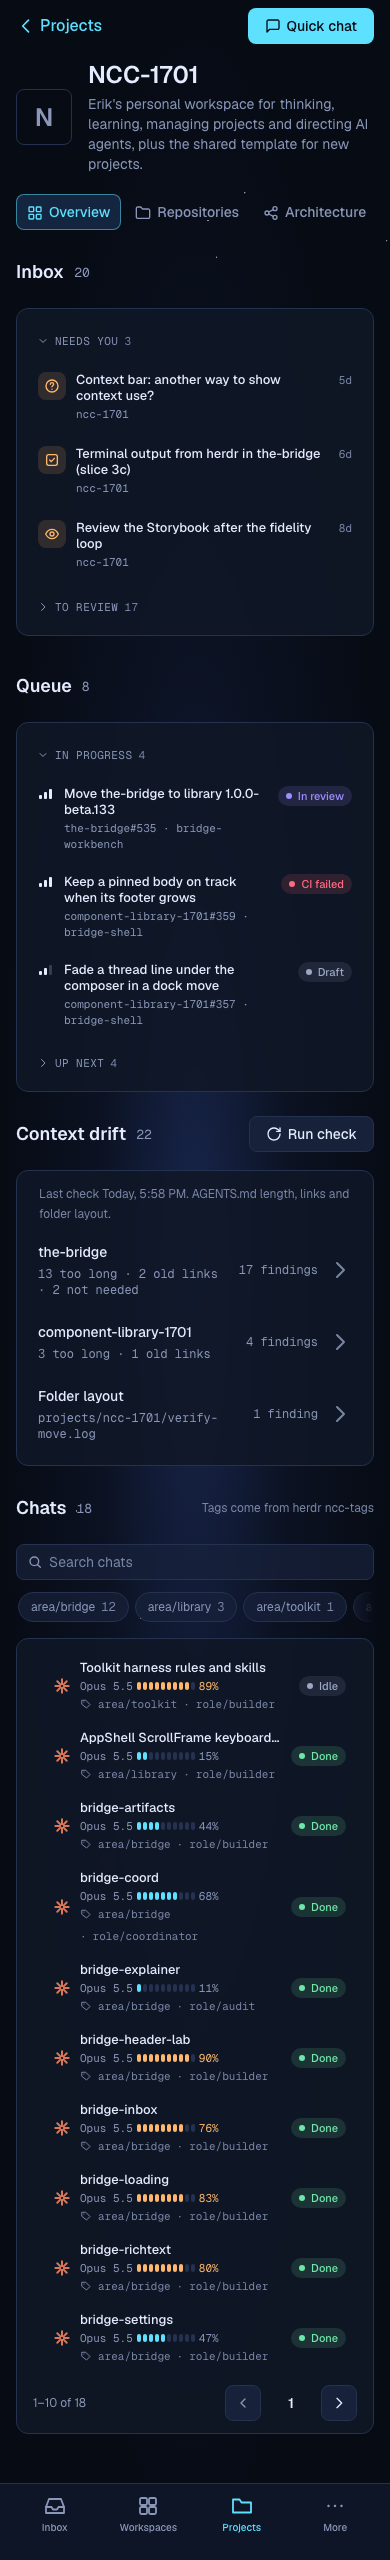 Projects
Quick chat
NCC-1701
N
Erik's personal workspace for thinking,
learning, managing projects and directing AI
agents, plus the shared template for new
projects.
Overview
Repositories
Architecture
Inbox 20
NEEDS YOU 3
Context bar: another way to show
context use?
5d
ncc-1701
Terminal output from herdr in the-bridge
(slice 3c)
6d
ncc-1701
Review the Storybook after the fidelity
loop
8d
ncc-1701
TO REVIEW 17
Queue 8
IN PROGRESS 4
Move the-bridge to library 1.0.0-
beta.133
In review
the-bridge#535 · bridge-
workbench
Keep a pinned body on track
when its footer grows
CI failed
component-library-1701#359 ·
bridge-shell
Fade a thread line under the
composer in a dock move
Draft
component-library-1701#357 ·
bridge-shell
UP NEXT 4
Context drift 22
Run check
Last check Today, 5:58 PM. AGENTS.md length, links and
folder layout.
the-bridge
13 too long · 2 old links
· 2 not needed
17 findings
component-library-1701
3 too long · 1 old links
4 findings
Folder layout
projects/ncc-1701/verify-
move.log
1 finding
Chats 18
Tags come from herdr ncc-tags
Search chats
area/bridge 12
area/library 3
area/toolkit 1
a
Toolkit harness rules and skills
Opus 5.5 89%
area/toolkit · role/builder
Idle
AppShell ScrollFrame keyboard...
Opus 5.5 15%
area/library · role/builder
Done
bridge-artifacts
Opus 5.5 44%
area/bridge · role/builder
Done
bridge-coord
Opus 5.5 68%
area/bridge
· role/coordinator
Done
bridge-explainer
Opus 5.5 11%
area/bridge · role/audit
Done
bridge-header-lab
Opus 5.5 90%
area/bridge · role/builder
Done
bridge-inbox
Opus 5.5 76%
area/bridge · role/builder
Done
bridge-loading
Opus 5.5 83%
area/bridge · role/builder
Done
bridge-richtext
Opus 5.5 80%
area/bridge · role/builder
Done
bridge-settings
Opus 5.5 47%
area/bridge · role/builder
Done
1–10 of 18
1
Inbox
Workspaces
Projects
More